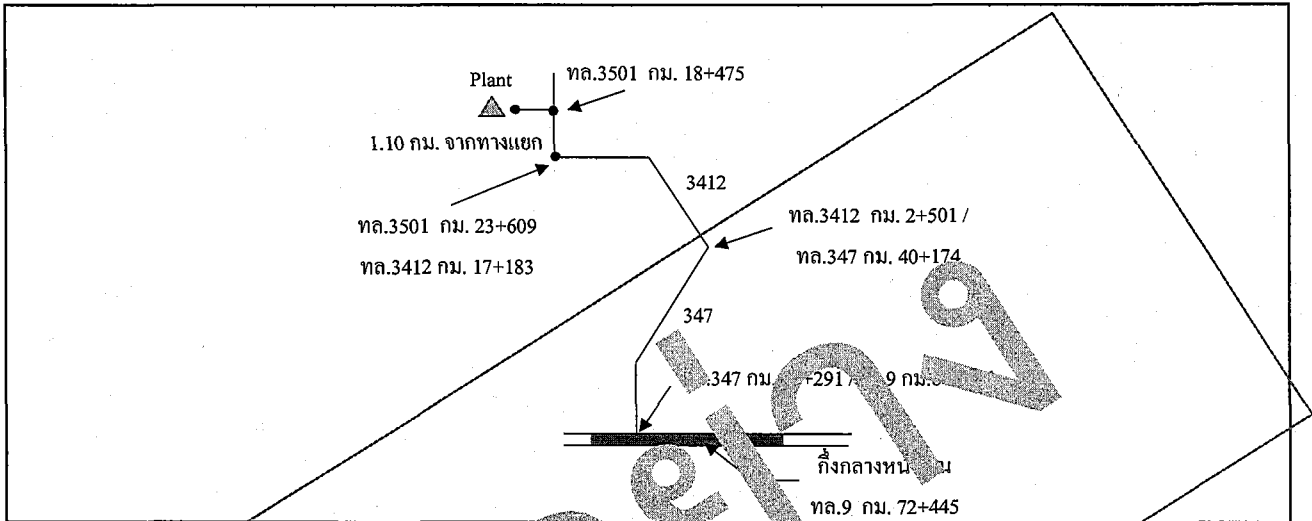 Plant
ทล.3501 กม. 18+475
1.10 กม. จากทางแยก
3412
ทล.3501 กม. 23+609
ทล.3412 กม. 17+183
ทล.3412 กม. 2+501 /
ทล.347 กม. 40+174
347
347 กม. +291 / 9 กม.
กึ่งกลาง
ทล.9 กม. 72+445